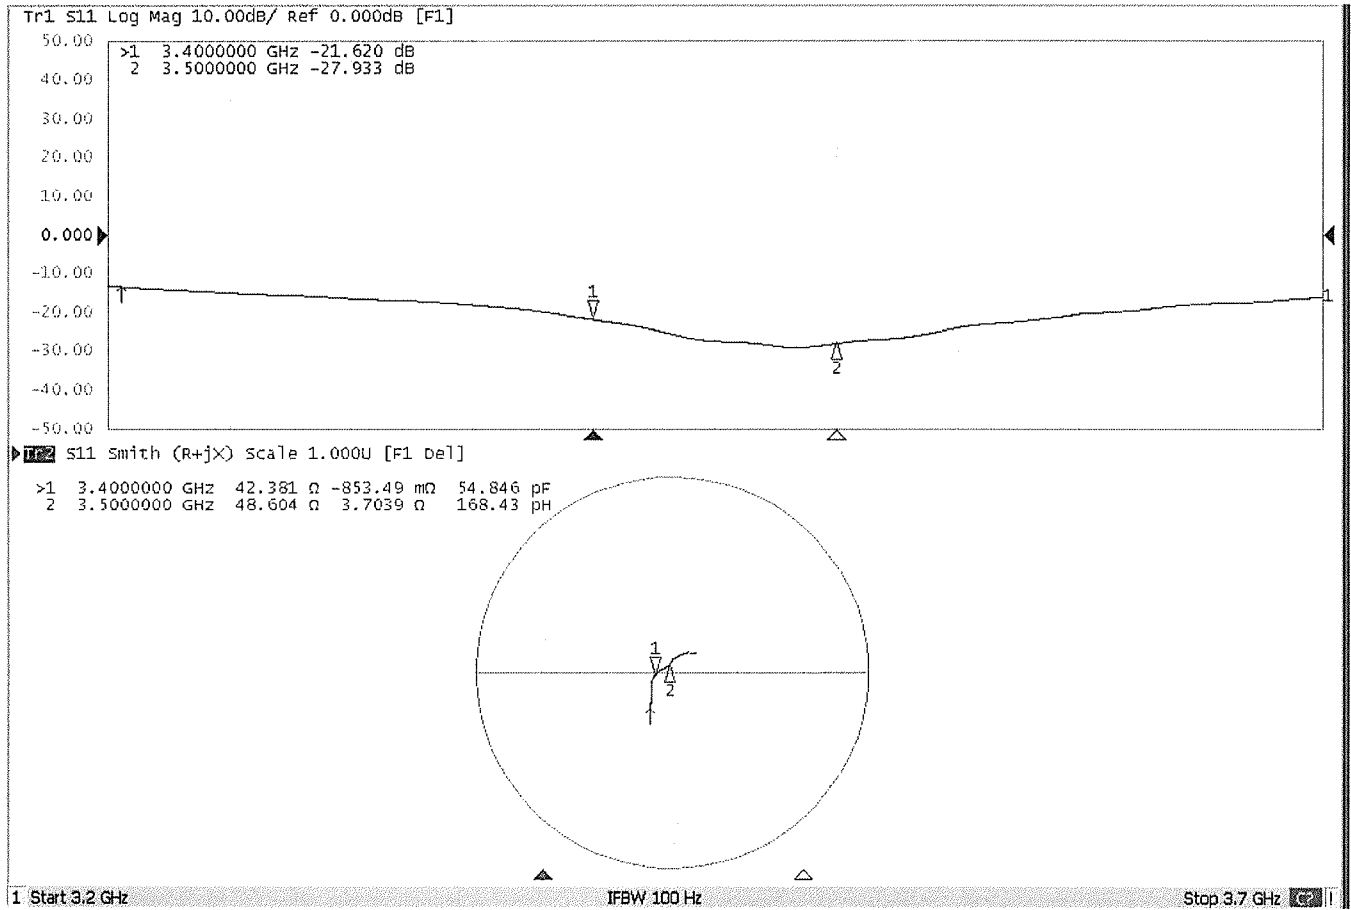 Tr1 S11 Log Mag 10.00dB/ Ref 0.000dB [F1]
50.00
>1 3.4000000 GHz -21.620 dB
2 3.5000000 GHz -27.933 dB
40.00
30.00
20.00
10.00
0.000
-10.00
1
1
-20.00
-30.00
2
-40.00
-50.00
Tr2 S11 Smith (R+jX) Scale 1.000U [F1 Del]
>1 3.4000000 GHz 42.381 Ω -853.49 mΩ 54.846 pF
2 3.5000000 GHz 48.604 Ω 3.7039 Ω 168.43 pH
1
2
1 Start 3.2 GHz IFBW 100 Hz Stop 3.7 GHz C? !